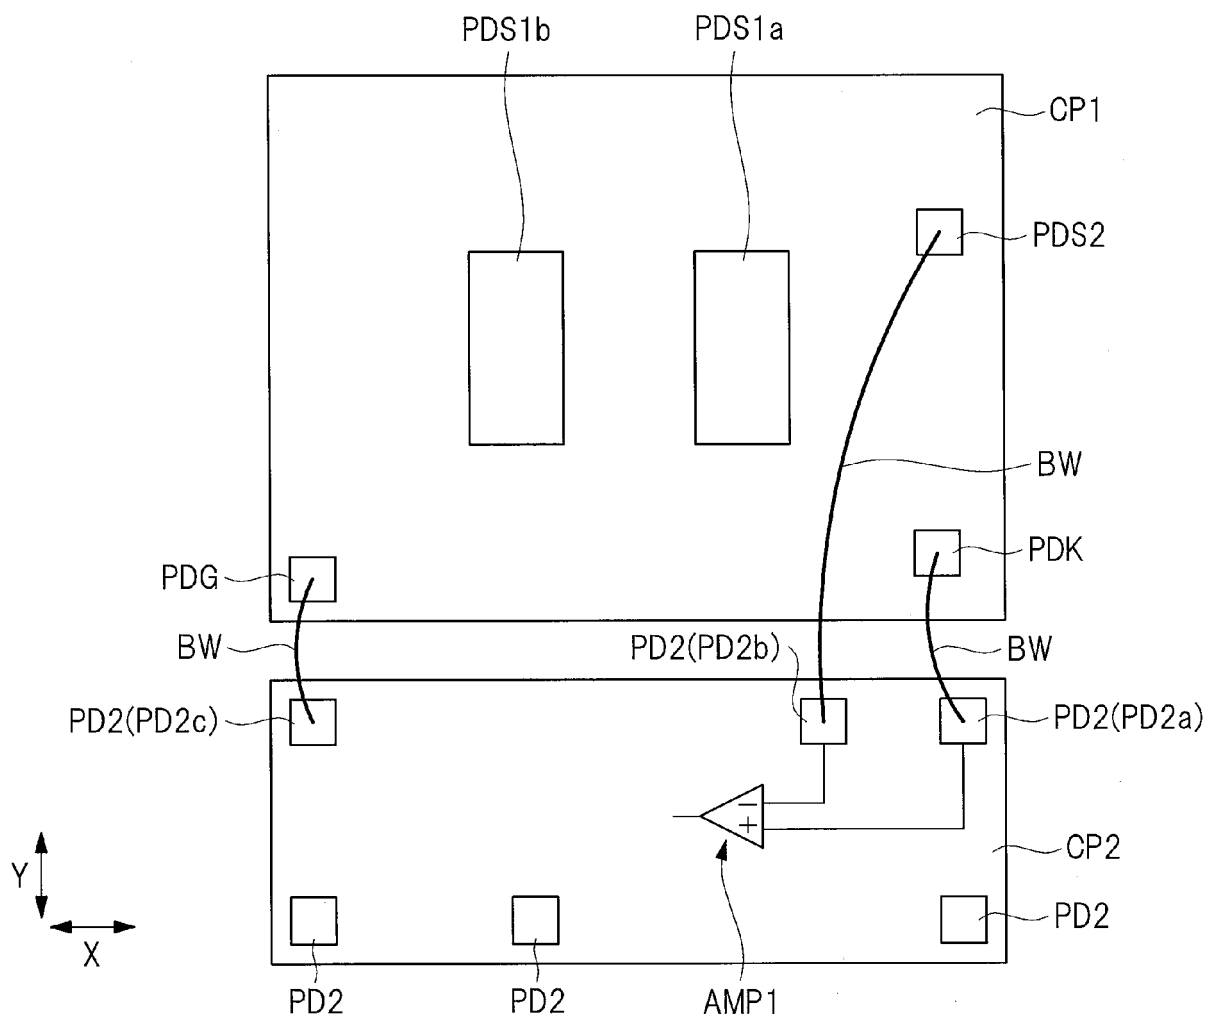 PDS1b PDS1a
CP1
PDS2
BW
PDG
PDK
BW
PD2(PD2b)
BW
PD2(PD2c)
PD2(PD2a)
−
+
CP2
Y
X
PD2
PD2
PD2
AMP1